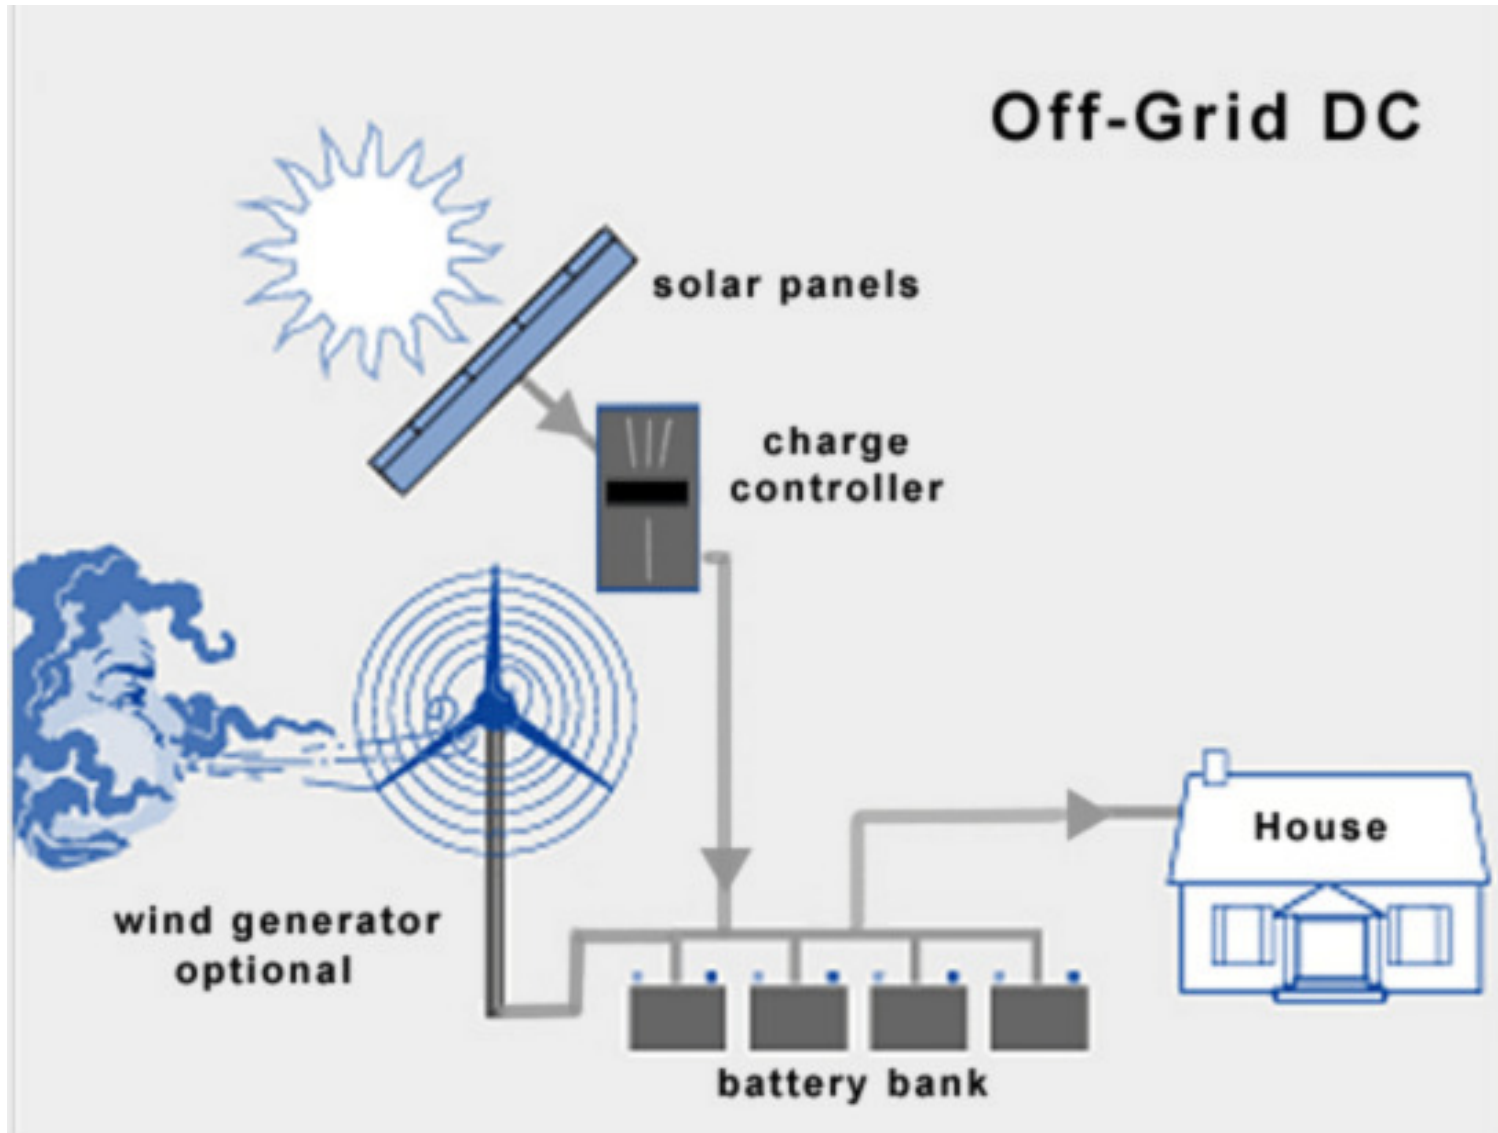 Off-Grid DC
solar panels
charge
controller
wind generator
optional
House
battery bank